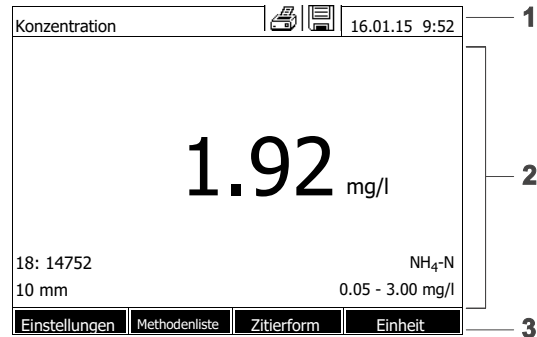 Konzentration 16.01.15 9:52 1
1.92 mg/l 2
18: 14752 NH₄-N
10 mm 0.05 - 3.00 mg/l
Einstellungen Methodenliste Zitierform Einheit 3